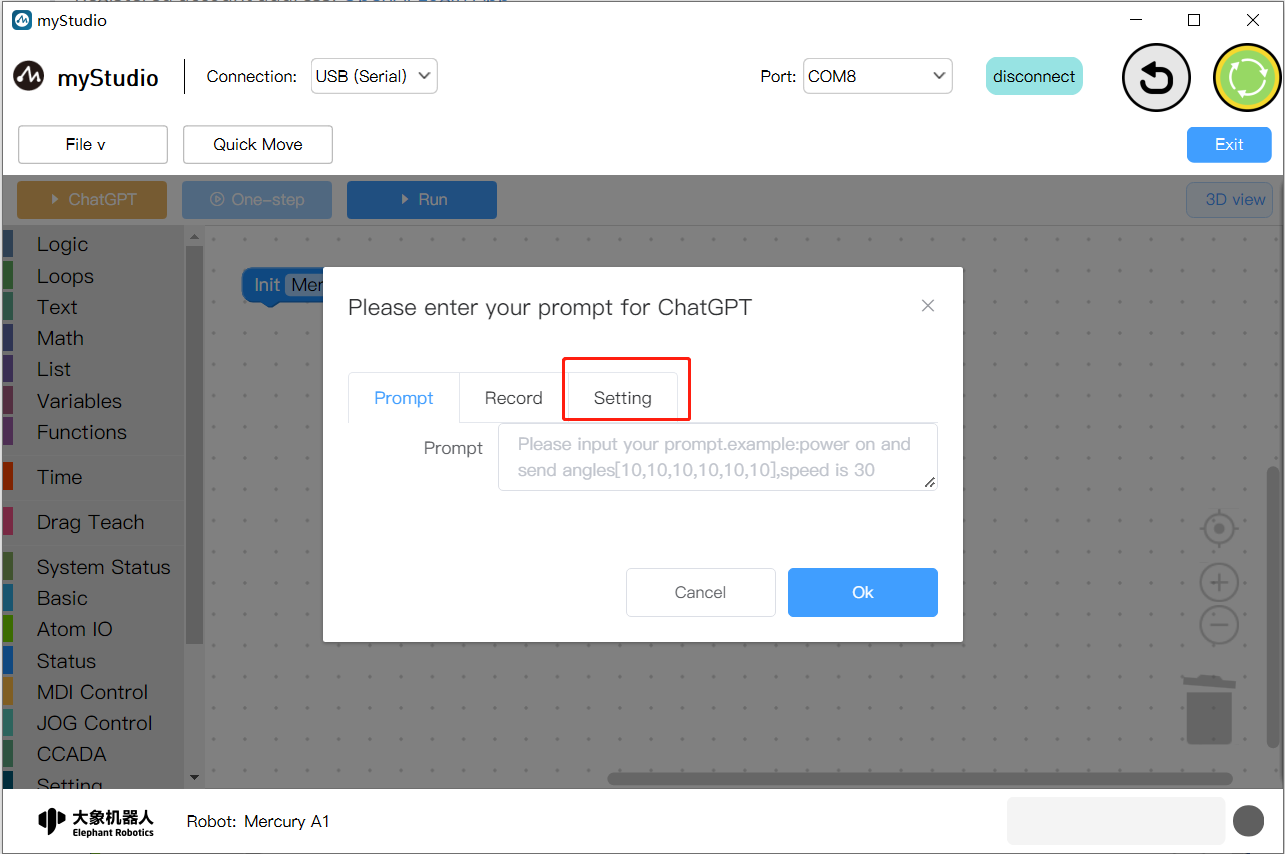 myStudio
myStudio
Connection:
USB (Serial)
Port:
COM8
disconnect
File v
Quick Move
Exit
ChatGPT
One-step
Run
3D view
Logic
Loops
Text
Math
List
Variables
Functions
Time
Drag Teach
System Status
Basic
Atom IO
Status
MDI Control
JOG Control
CCADA
Setting
Init
Mer
Please enter your prompt for ChatGPT
Prompt
Record
Setting
Prompt
Please input your prompt.example:power on and
send angles[10,10,10,10,10,10],speed is 30
Cancel
Ok
大象机器人
Elephant Robotics
Robot: Mercury A1